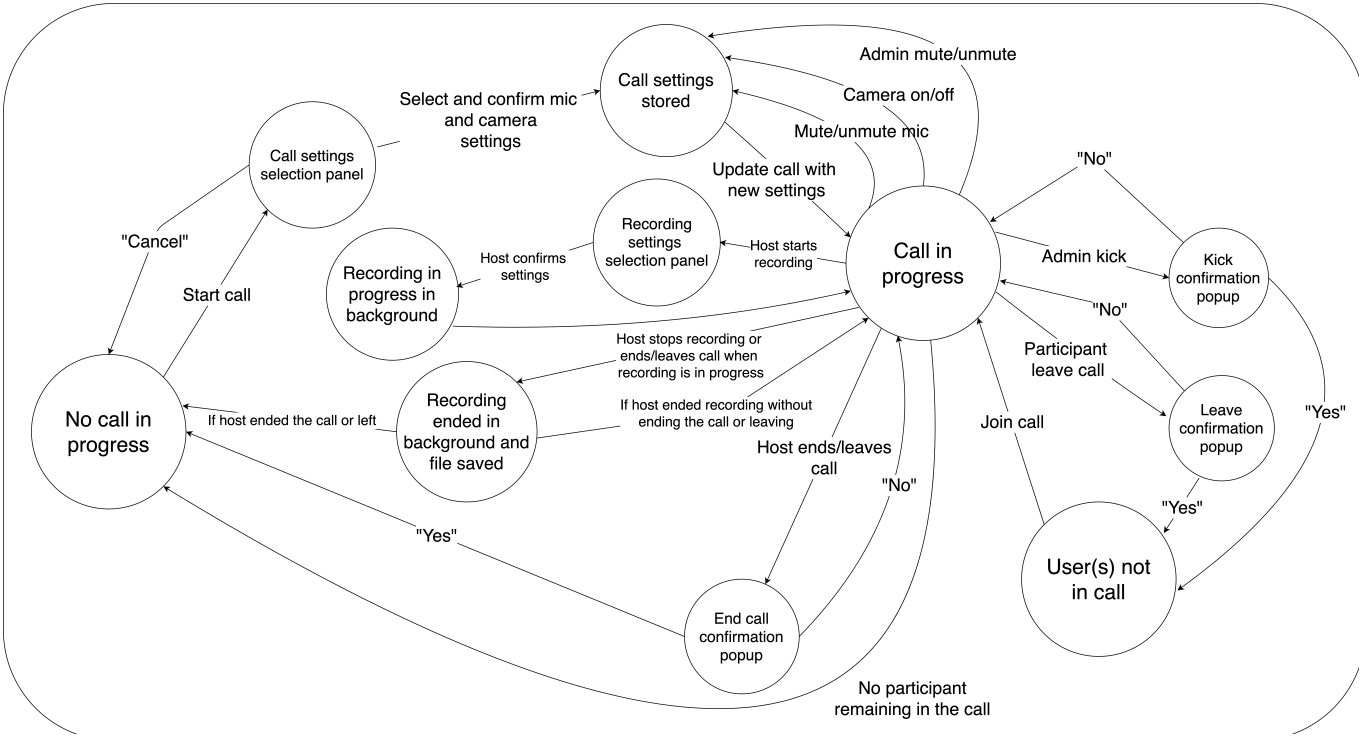 Admin mute/unmute
Call settings
stored
Camera on/off
Select and confirm mic
and camera
settings
Mute/unmute mic
Call settings
selection panel
Update call with
new settings
"No"
"Cancel"
Recording
settings
selection panel
Host starts
recording
Call in
progress
Admin kick
Kick
confirmation
popup
Host confirms
settings
Recording in
progress in
background
Start call
"No"
Host stops recording or
ends/leaves call when
recording is in progress
Participant
leave call
No call in
progress
If host ended the call or left
Recording
ended in
background and
file saved
If host ended recording without
ending the call or leaving
Join call
Leave
confirmation
popup
"Yes"
Host ends/leaves
call
"No"
"Yes"
"Yes"
User(s) not
in call
End call
confirmation
popup
No participant
remaining in the call